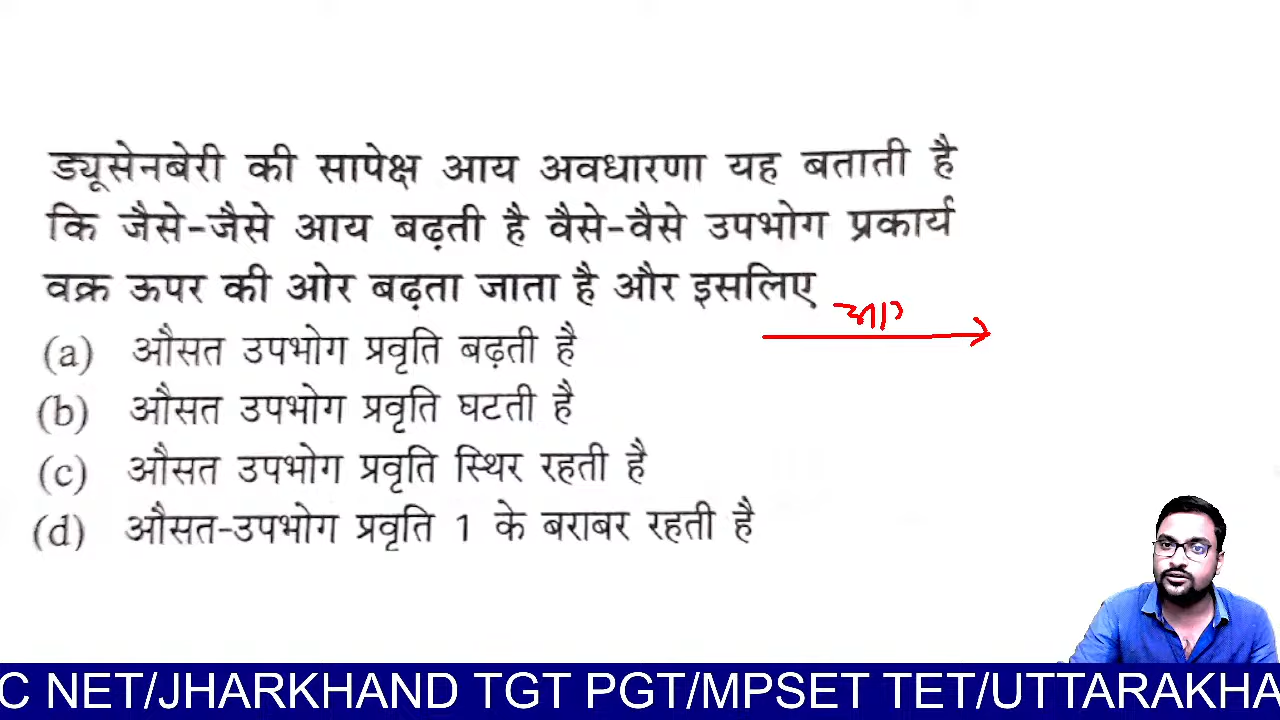 ड्यूसेनबेरी की सापेक्ष आय अवधारणा यह बताती है
कि जैसे-जैसे आय बढ़ती है वैसे-वैसे उपभोग प्रकार्य
वक्र ऊपर की ओर बढ़ता जाता है और इसलिए
(a) औसत उपभोग प्रवृति बढ़ती है
(b) औसत उपभोग प्रवृति घटती है
(c) औसत उपभोग प्रवृति स्थिर रहती है
(d) औसत-उपभोग प्रवृति 1 के बराबर रहती है
C NET/JHARKHAND TGT PGT/MPSET TET/UTTARAKHA